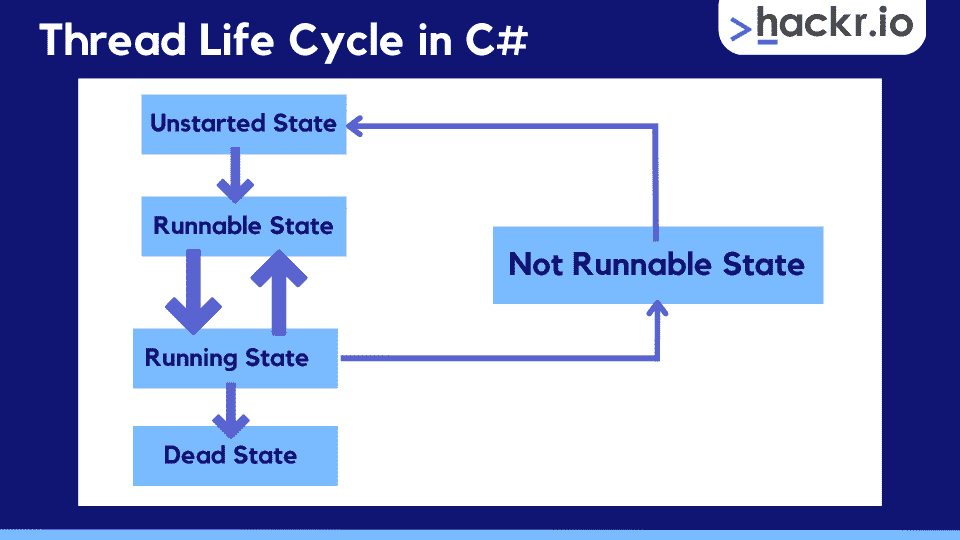 Thread Life Cycle in C#
>hackr.io
Unstarted State
Runnable State
Not Runnable State
Running State
Dead State